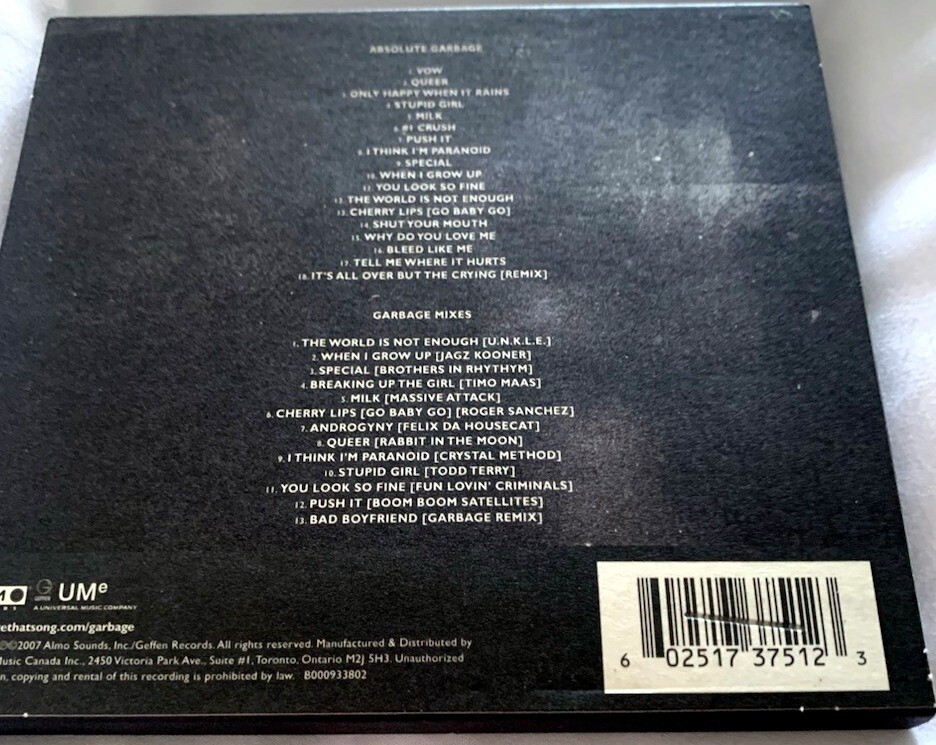 ABSOLUTE GARBAGE
1. VOW
2. QUEER
3. ONLY HAPPY WHEN IT RAINS
4. STUPID GIRL
5. MILK
6. #1 CRUSH
7. PUSH IT
8. I THINK I'M PARANOID
9. SPECIAL
10. WHEN I GROW UP
11. YOU LOOK SO FINE
12. THE WORLD IS NOT ENOUGH
13. CHERRY LIPS [GO BABY GO]
14. SHUT YOUR MOUTH
15. WHY DO YOU LOVE ME
16. BLEED LIKE ME
17. TELL ME WHERE IT HURTS
18. IT'S ALL OVER BUT THE CRYING [REMIX]
GARBAGE MIXES
1. THE WORLD IS NOT ENOUGH [U.N.K.L.E.]
2. WHEN I GROW UP [JAGZ KOONER]
3. SPECIAL [BROTHERS IN RHYTHYM]
4. BREAKING UP THE GIRL [TIMO MAAS]
5. MILK [MASSIVE ATTACK]
6. CHERRY LIPS [GO BABY GO] [ROGER SANCHEZ]
7. ANDROGYNY [FELIX DA HOUSECAT]
8. QUEER [RABBIT IN THE MOON]
9. I THINK I'M PARANOID [CRYSTAL METHOD]
10. STUPID GIRL [TODD TERRY]
11. YOU LOOK SO FINE [FUN LOVIN' CRIMINALS]
12. PUSH IT [BOOM BOOM SATELLITES]
13. BAD BOYFRIEND [GARBAGE REMIX]
MO G GEFFEN UMe
A UNIVERSAL MUSIC COMPANY
ethatsong.com/garbage
℗©2007 Almo Sounds, Inc./Geffen Records. All rights reserved. Manufactured & Distributed by
usic Canada Inc., 2450 Victoria Park Ave., Suite #1, Toronto, Ontario M2J 5H3. Unauthorized
n, copying and rental of this recording is prohibited by law. B000933802
6 02517 37512 3